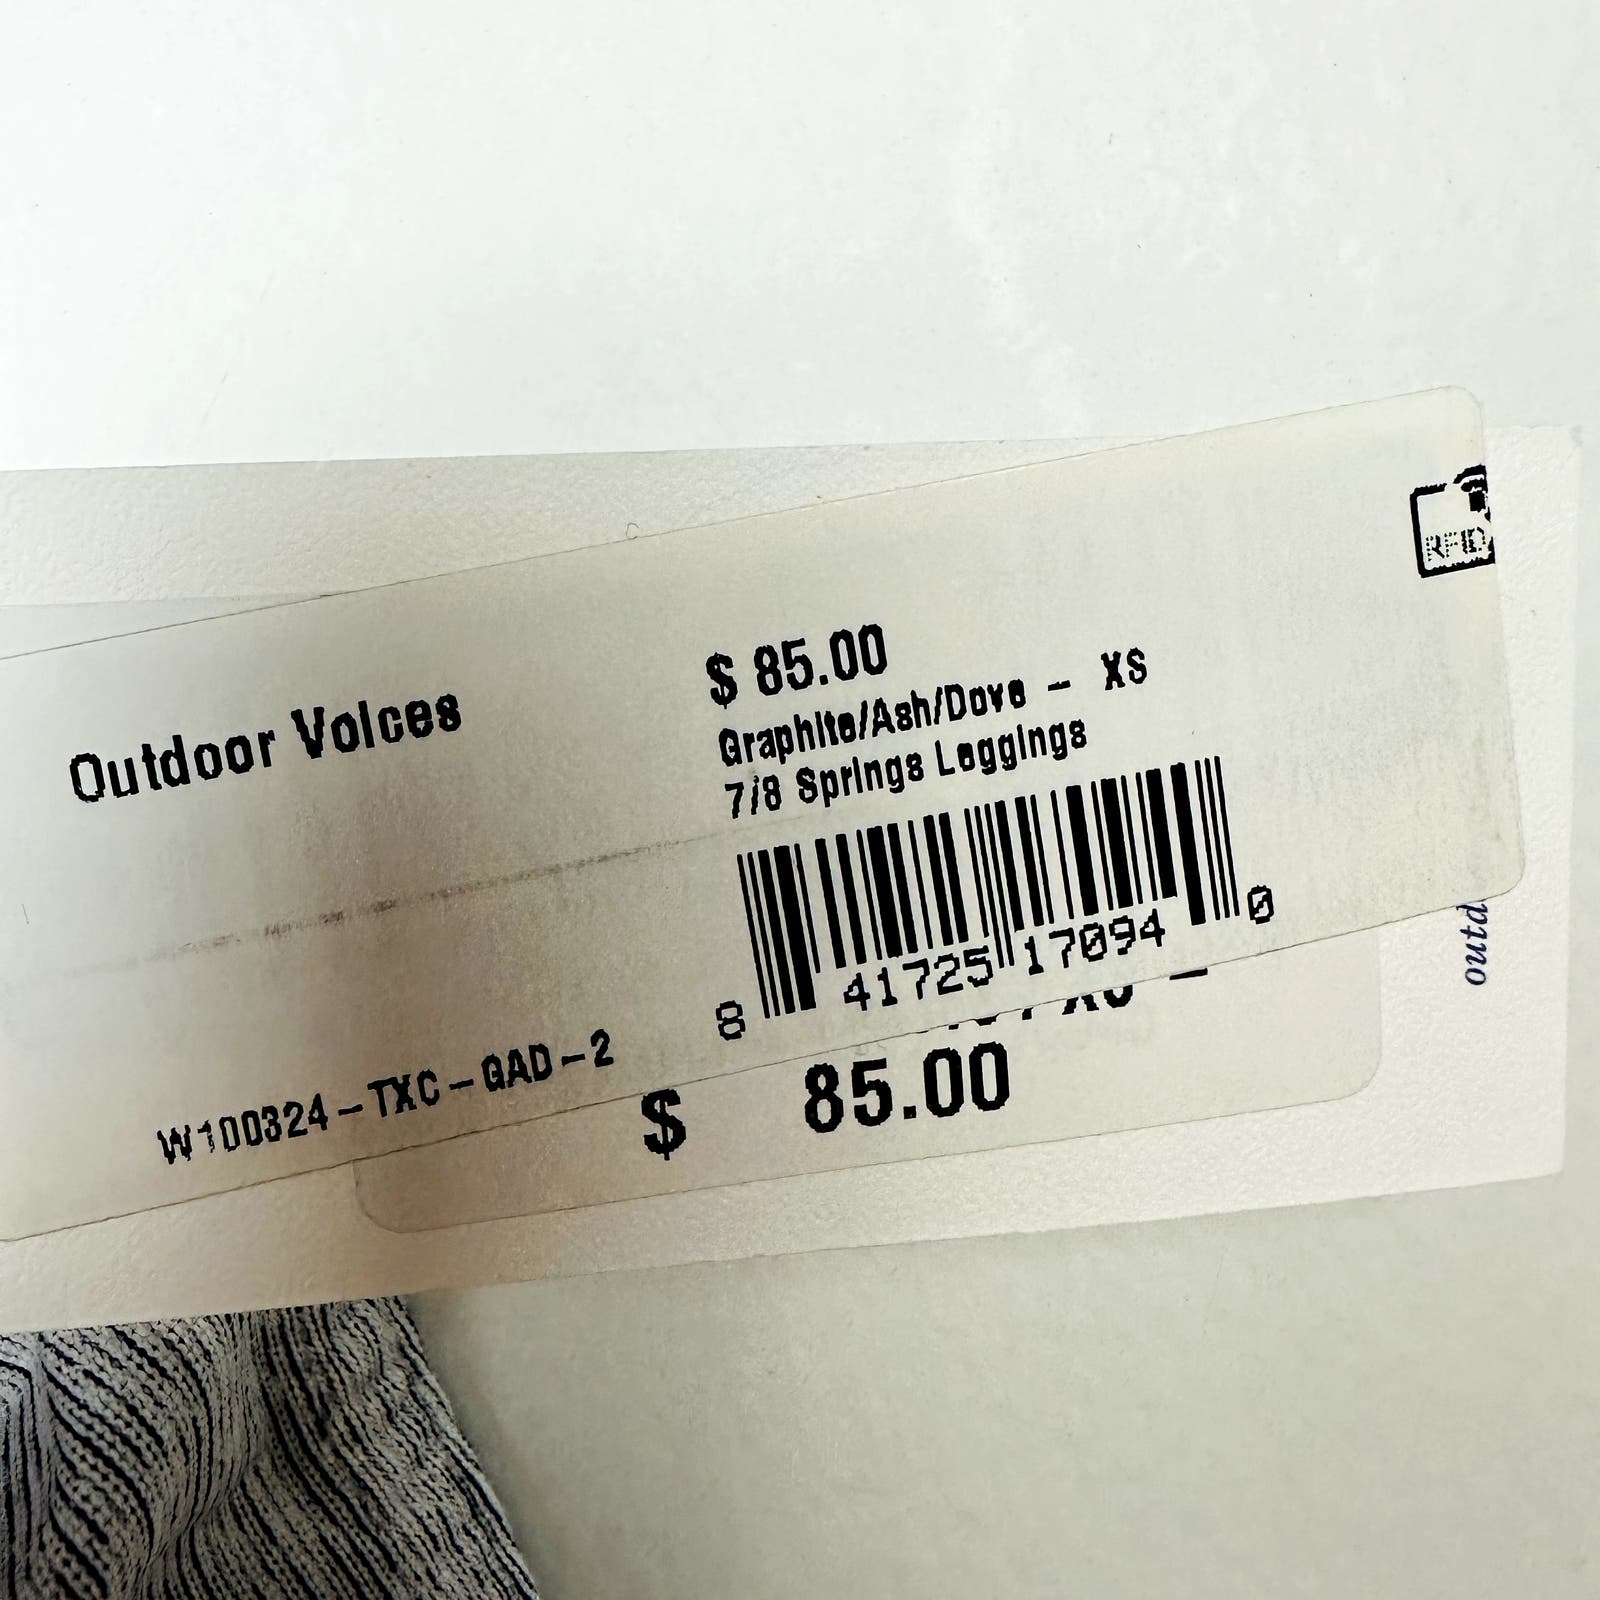 RFID
Outdoor Voices
$ 85.00
Graphite/Ash/Dove - XS
7/8 Springs Leggings
8 41725 17094 0
W100324-TXC-GAD-2
$ 85.00
outd